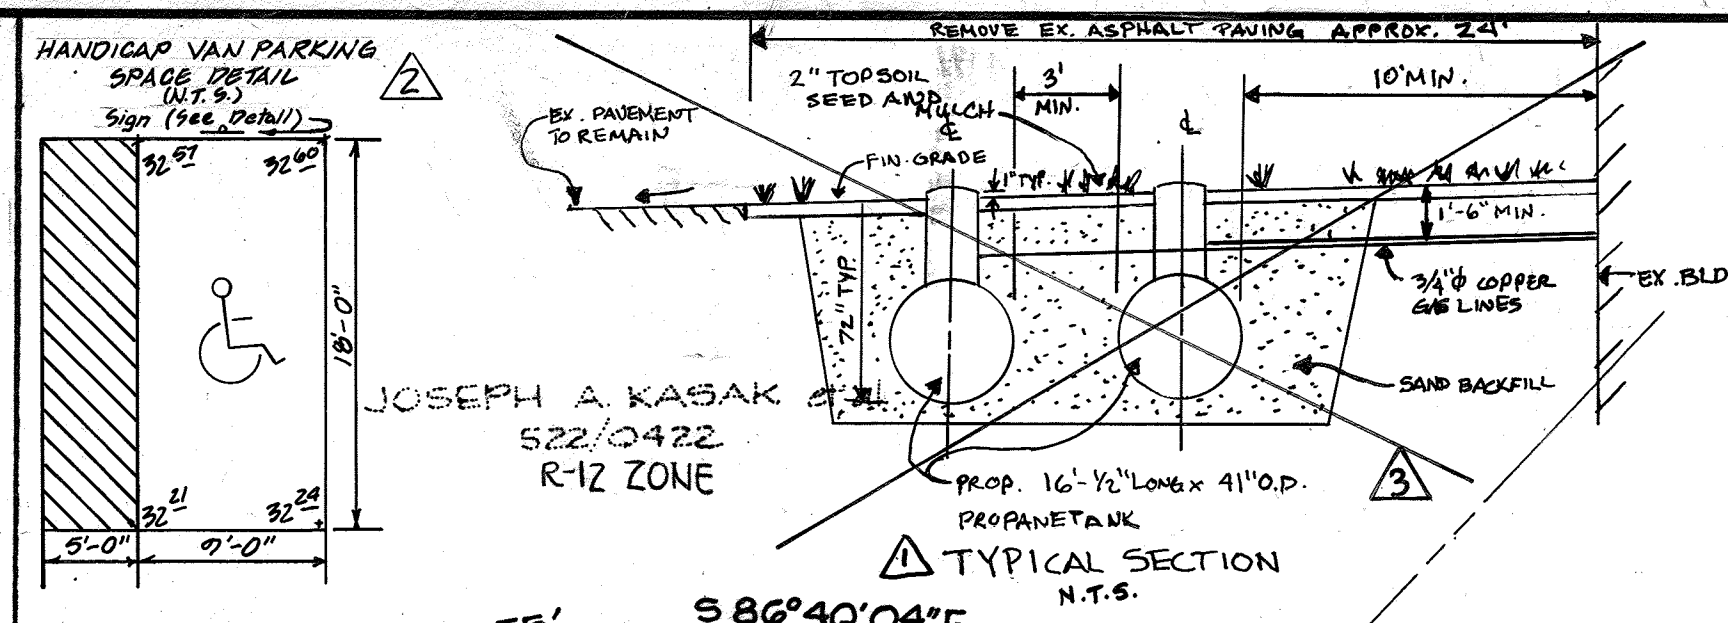 HANDICAP VAN PARKING
SPACE DETAIL
(N.T.S.)
2
Sign (See Detail)
32 57
32 60
18'-0"
32 21
32 24
5'-0"
9'-0"
JOSEPH A KASAK et al
522/0422
R-12 ZONE
REMOVE EX. ASPHALT PAVING APPROX. 24'
2" TOPSOIL
SEED AND
MULCH
3'
MIN.
10' MIN.
EX. PAVEMENT
TO REMAIN
℄
℄
FIN. GRADE
1" TYP.
1'-6" MIN.
72" TYP.
3/4"Φ COPPER
GAS LINES
EX. BLD
SAND BACKFILL
PROP. 16'-½" LONG x 41" O.D.
PROPANE TANK
3
1 TYPICAL SECTION
N.T.S.
S 86°40'04"E